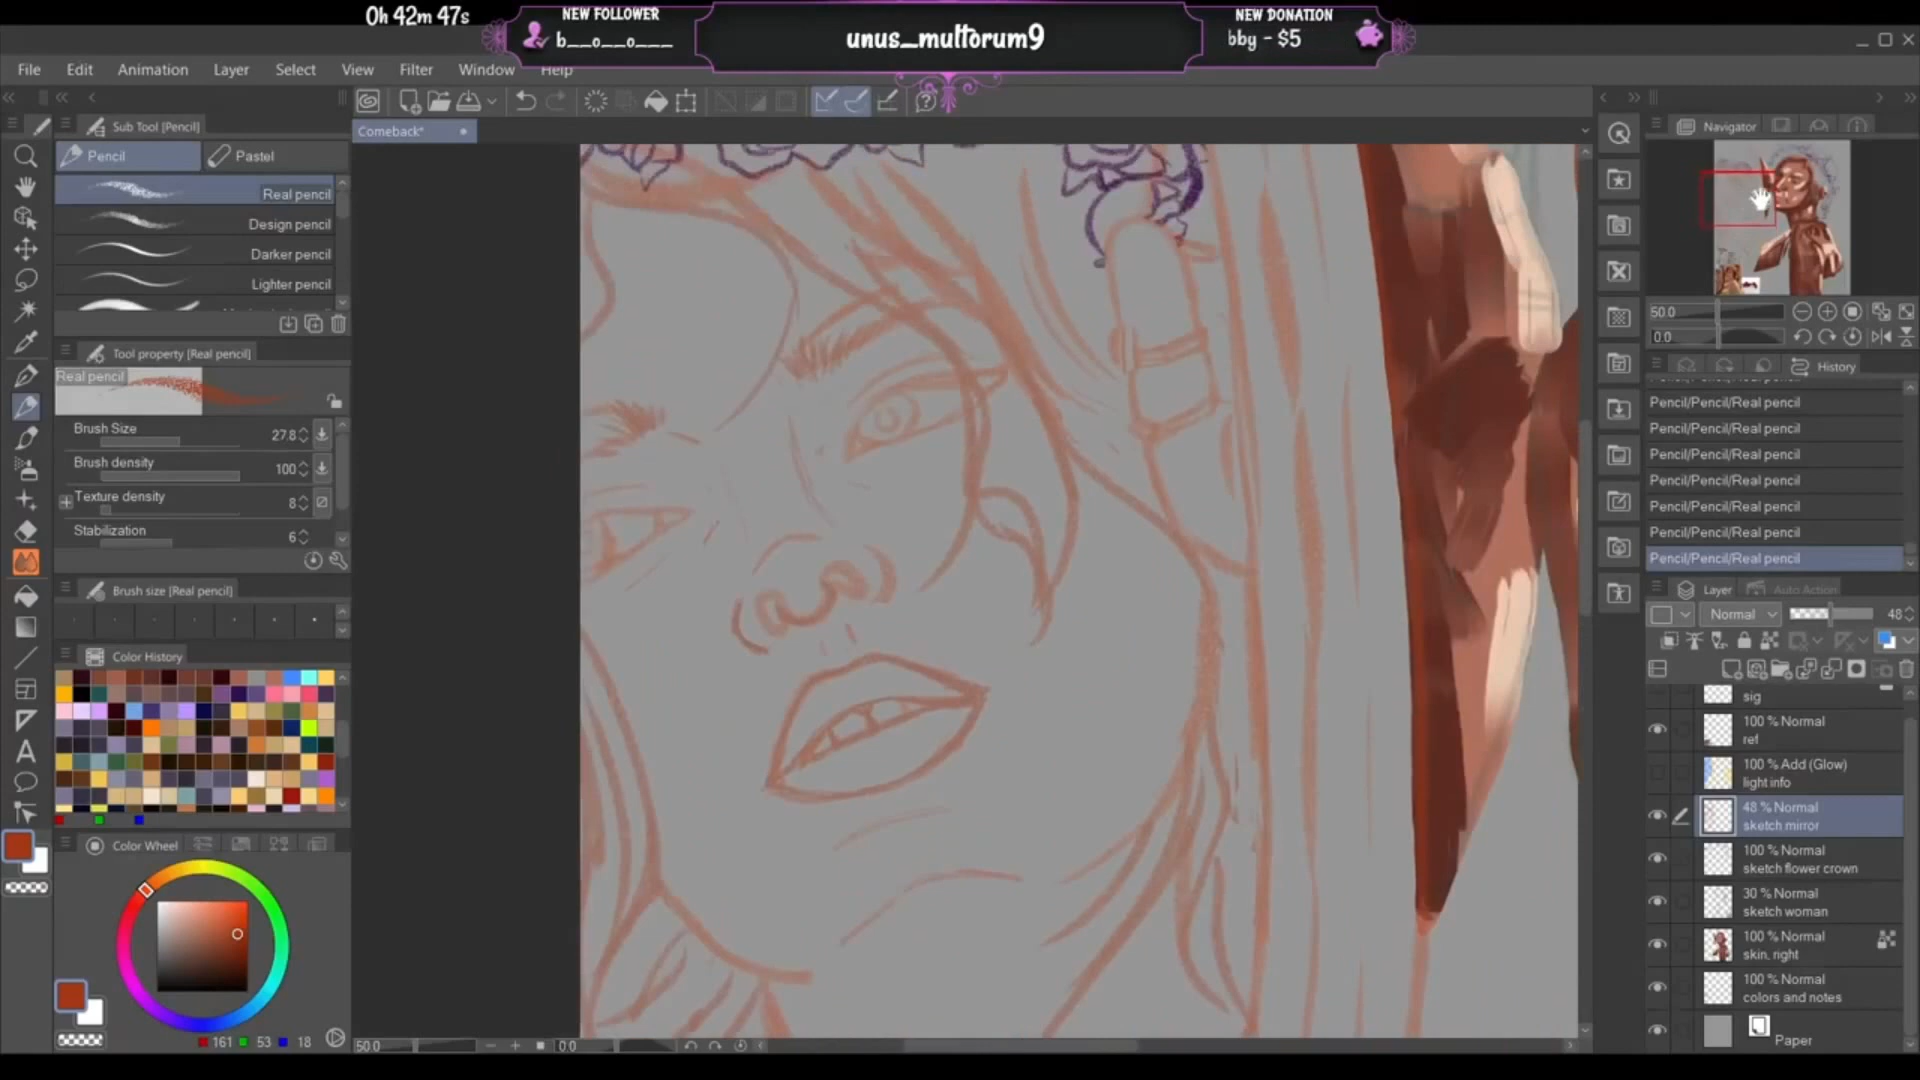 0h 42m 47s
NEW FOLLOWER
b__o__o___
unus_multorum9
NEW DONATION
bby - $5
File Edit Animation Layer Select View Filter Window Help
Sub Tool [Pencil]
Pencil Pastel
Real pencil
Design pencil
Darker pencil
Lighter pencil
Tool property [Real pencil]
Real pencil
Brush Size 27.8
Brush density 100
Texture density 8
Stabilization 6
Brush size [Real pencil]
Color History
Color Wheel
161 53 18
Comeback*
50.0 0.0
Navigator
50.0
0.0
History
Pencil/Pencil/Real pencil
Pencil/Pencil/Real pencil
Pencil/Pencil/Real pencil
Pencil/Pencil/Real pencil
Pencil/Pencil/Real pencil
Pencil/Pencil/Real pencil
Pencil/Pencil/Real pencil
Layer Auto Action
Normal 48
sig
100 % Normal
ref
100 % Add (Glow)
light info
48 % Normal
sketch mirror
100 % Normal
sketch flower crown
30 % Normal
sketch woman
100 % Normal
skin, right
100 % Normal
colors and notes
Paper